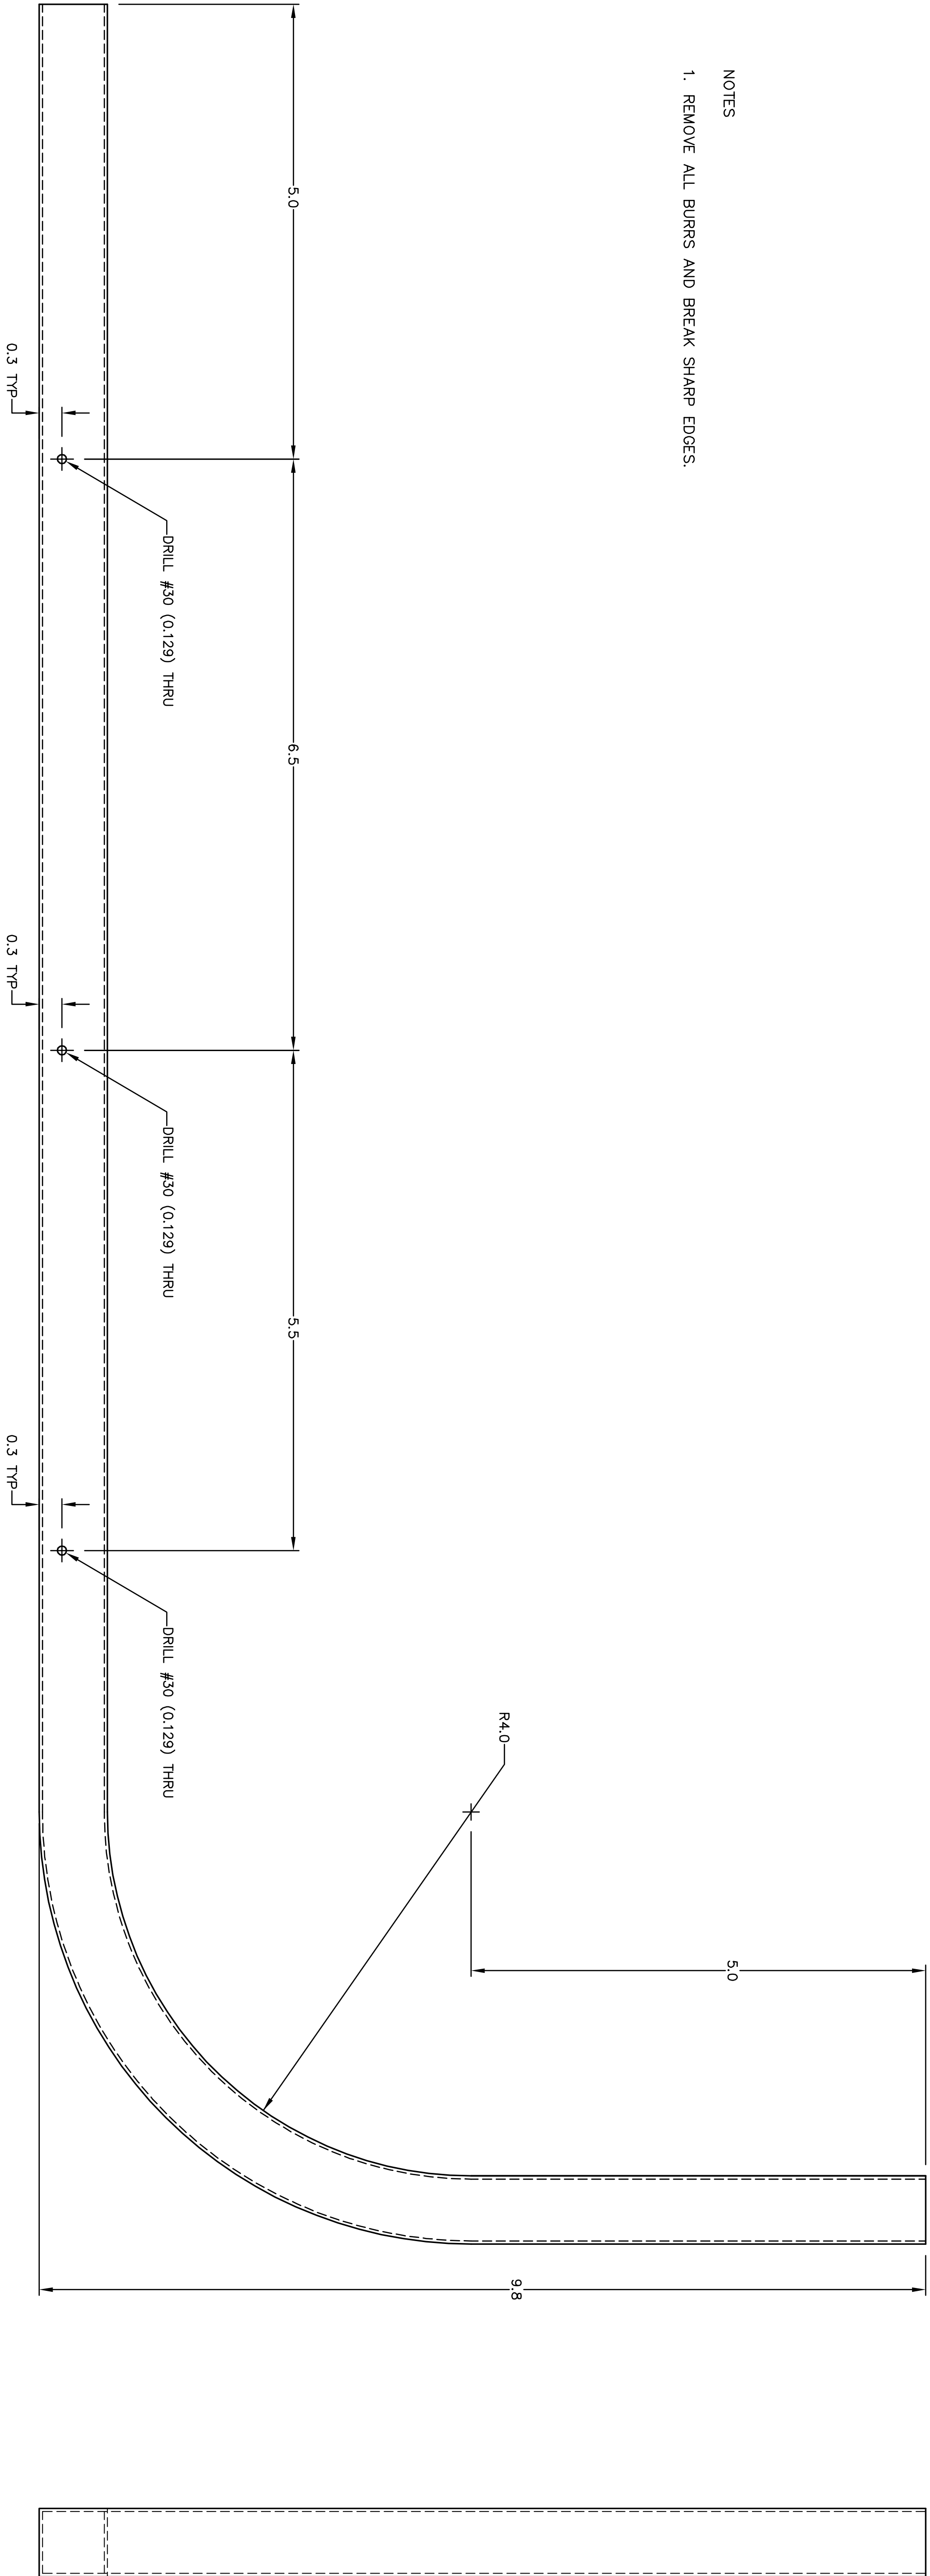 NOTES
1. REMOVE ALL BURRS AND BREAK SHARP EDGES.
5.0
6.5
5.5
DRILL #30 (0.129) THRU
DRILL #30 (0.129) THRU
DRILL #30 (0.129) THRU
0.3 TYP
0.3 TYP
0.3 TYP
R4.0
5.0
9.8